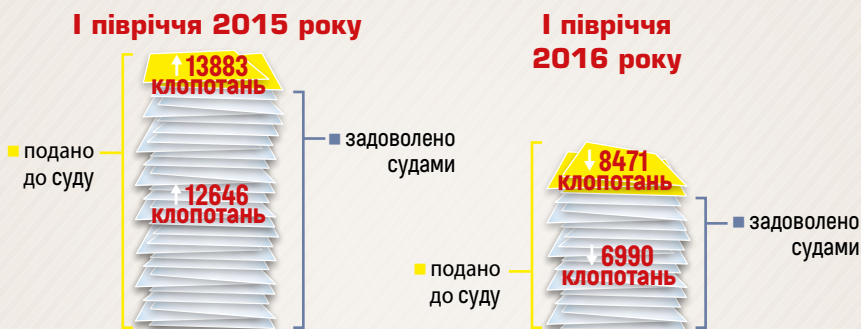 І півріччя 2015 року
↑13883
клопотань
подано
до суду
задоволено
судами
↑12646
клопотань
І півріччя
2016 року
↓8471
клопотань
подано
до суду
задоволено
судами
↓6990
клопотань